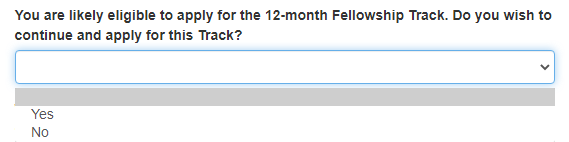 You are likely eligible to apply for the 12-month Fellowship Track. Do you wish to
continue and apply for this Track?
Yes
No